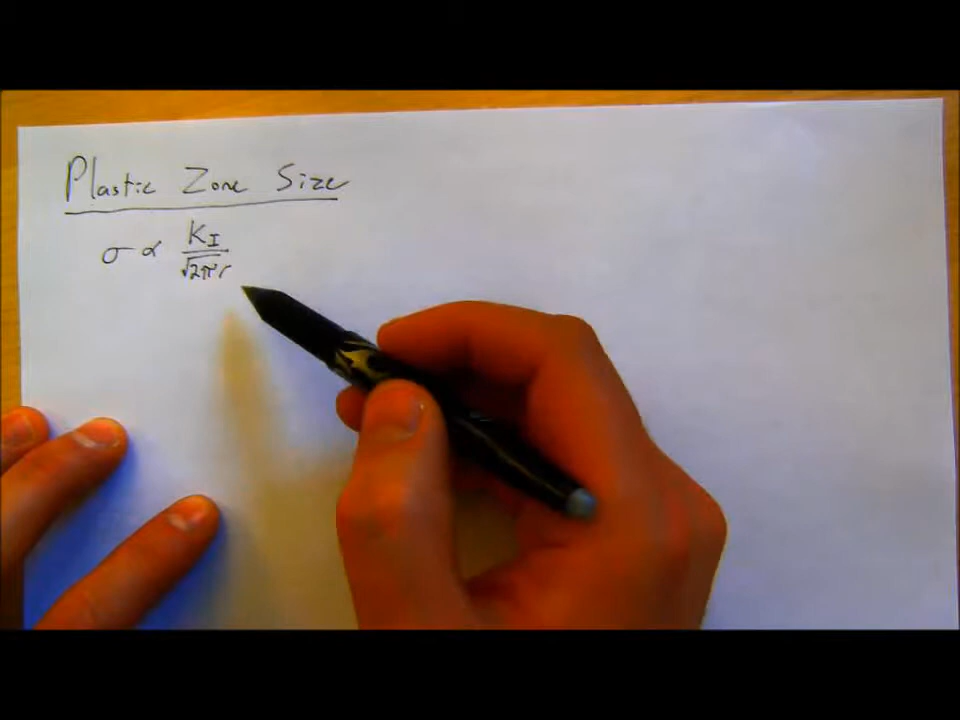 Plastic Zone Size
σ ∝ K_I / √2πr